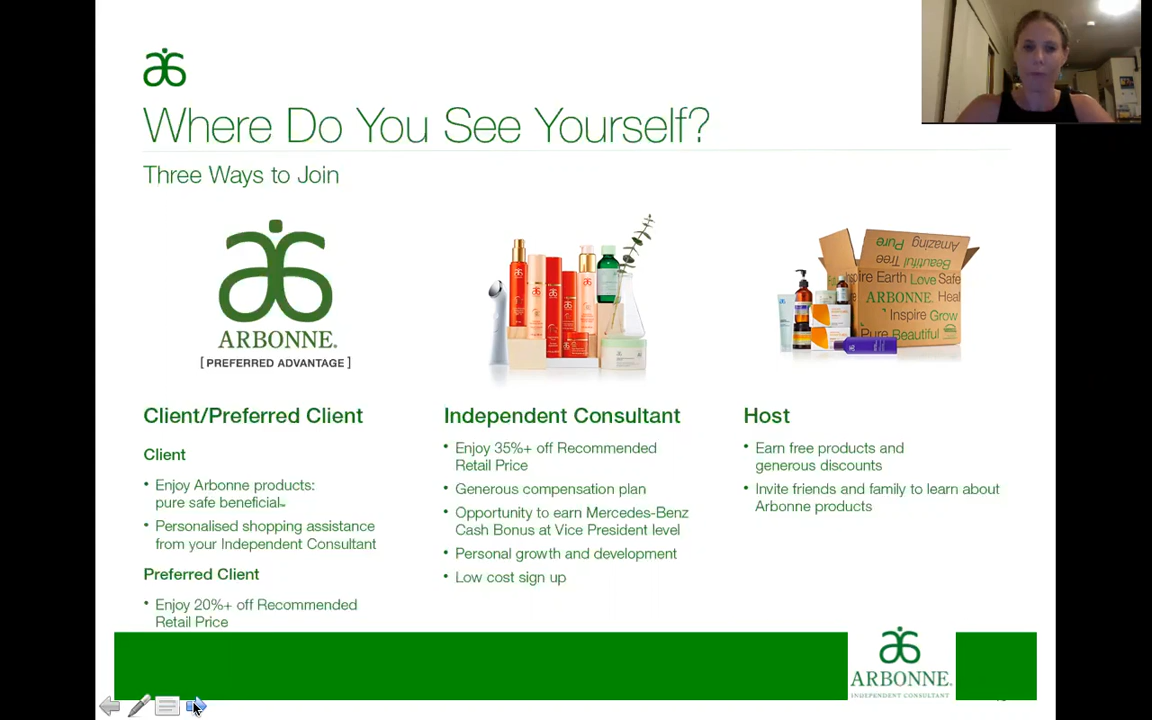 Where Do You See Yourself?
Three Ways to Join
ARBONNE.
[ PREFERRED ADVANTAGE ]
Amazing
Pure
Beautiful
True
Inspire Earth Love Safe
ARBONNE. Heal
Inspire Grow
Pure Beautiful
Client/Preferred Client
Client
• Enjoy Arbonne products:
pure safe beneficial
• Personalised shopping assistance
from your Independent Consultant
Preferred Client
• Enjoy 20%+ off Recommended
Retail Price
Independent Consultant
• Enjoy 35%+ off Recommended
Retail Price
• Generous compensation plan
• Opportunity to earn Mercedes-Benz
Cash Bonus at Vice President level
• Personal growth and development
• Low cost sign up
Host
• Earn free products and
generous discounts
• Invite friends and family to learn about
Arbonne products
ARBONNE.
INDEPENDENT CONSULTANT